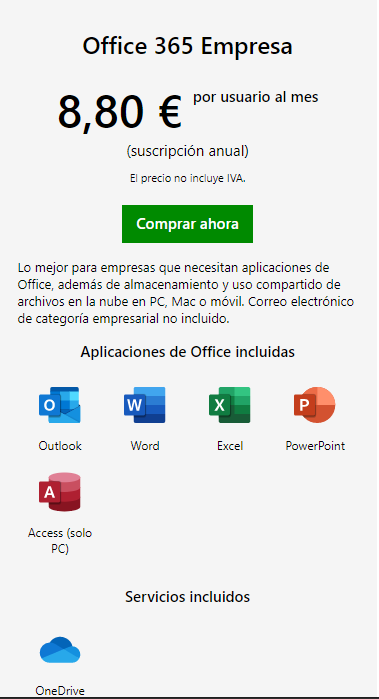 Office 365 Empresa
8,80 € por usuario al mes
(suscripción anual)
El precio no incluye IVA.
Comprar ahora
Lo mejor para empresas que necesitan aplicaciones de
Office, además de almacenamiento y uso compartido de
archivos en la nube en PC, Mac o móvil. Correo electrónico
de categoría empresarial no incluido.
Aplicaciones de Office incluidas
O W X P
Outlook Word Excel PowerPoint
A
Access (solo
PC)
Servicios incluidos
OneDrive